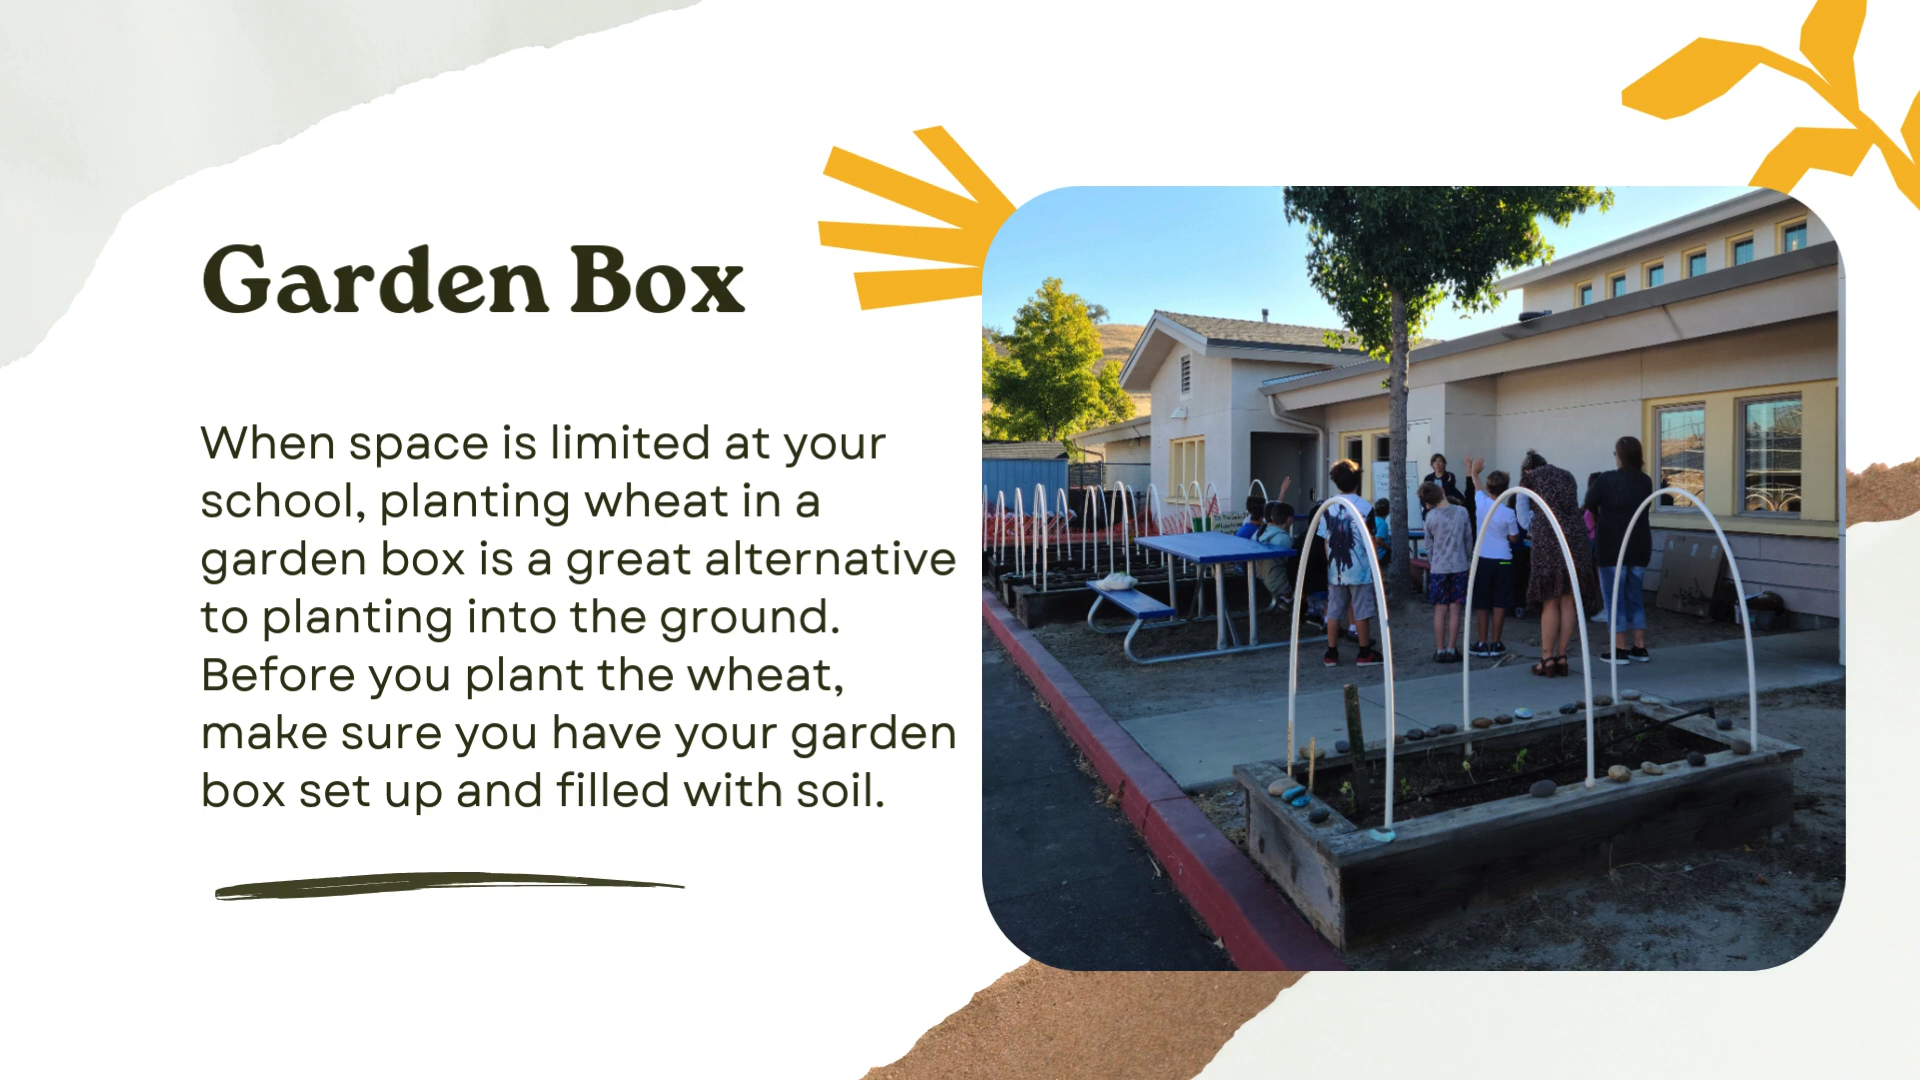 Garden Box
When space is limited at your
school, planting wheat in a
garden box is a great alternative
to planting into the ground.
Before you plant the wheat,
make sure you have your garden
box set up and filled with soil.